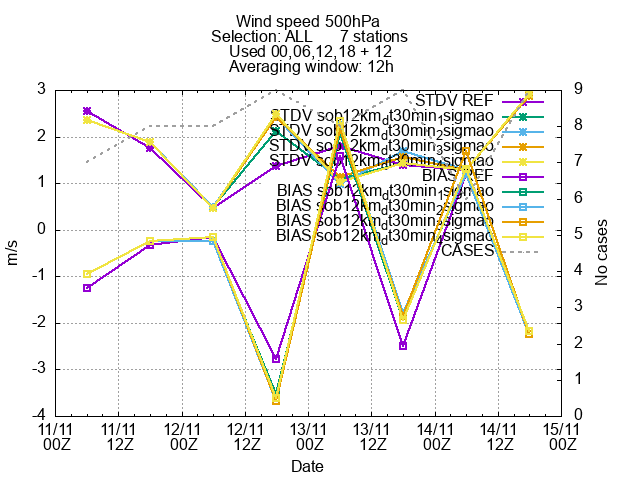 Wind speed 500hPa
Selection: ALL 7 stations
Used 00,06,12,18 + 12
Averaging window: 12h
STDV REF
STDV sob12km_dt30min_1sigmao
STDV sob12km_dt30min_2sigmao
STDV sob12km_dt30min_3sigmao
STDV sob12km_dt30min_4sigmao
BIAS REF
BIAS sob12km_dt30min_1sigmao
BIAS sob12km_dt30min_2sigmao
BIAS sob12km_dt30min_3sigmao
BIAS sob12km_dt30min_4sigmao
CASES
3
2
1
0
-1
-2
-3
-4
m/s
9
8
7
6
5
4
3
2
1
0
No cases
11/11 11/11 12/11 12/11 13/11 13/11 14/11 14/11 15/11
00Z 12Z 00Z 12Z 00Z 12Z 00Z 12Z 00Z
Date